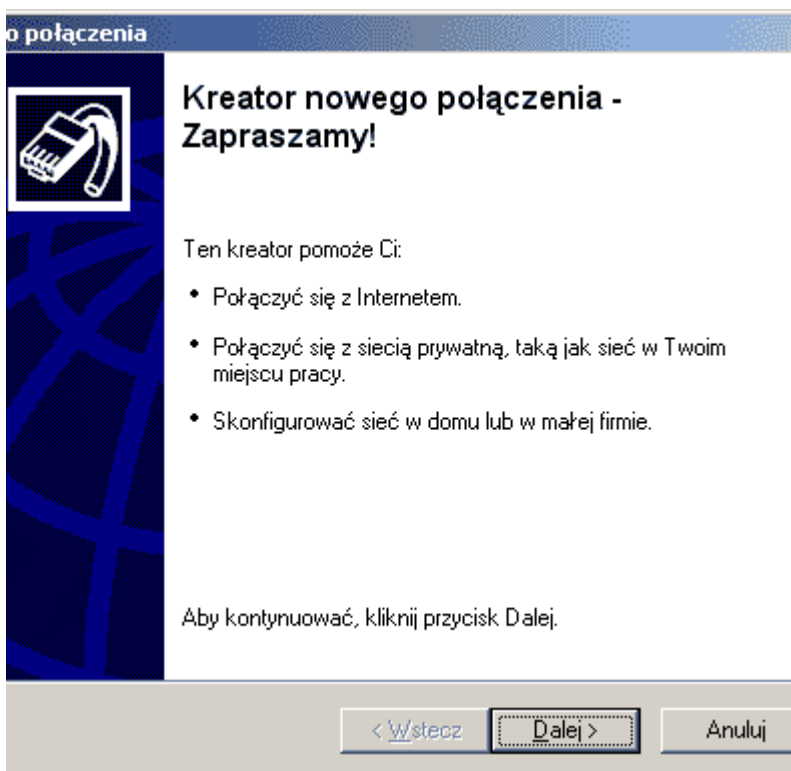 o połączenia
Kreator nowego połączenia -
Zapraszamy!
Ten kreator pomoże Ci:
• Połączyć się z Internetem.
• Połączyć się z siecią prywatną, taką jak sieć w Twoim
miejscu pracy.
• Skonfigurować sieć w domu lub w małej firmie.
Aby kontynuować, kliknij przycisk Dalej.
< Wstecz Dalej > Anuluj